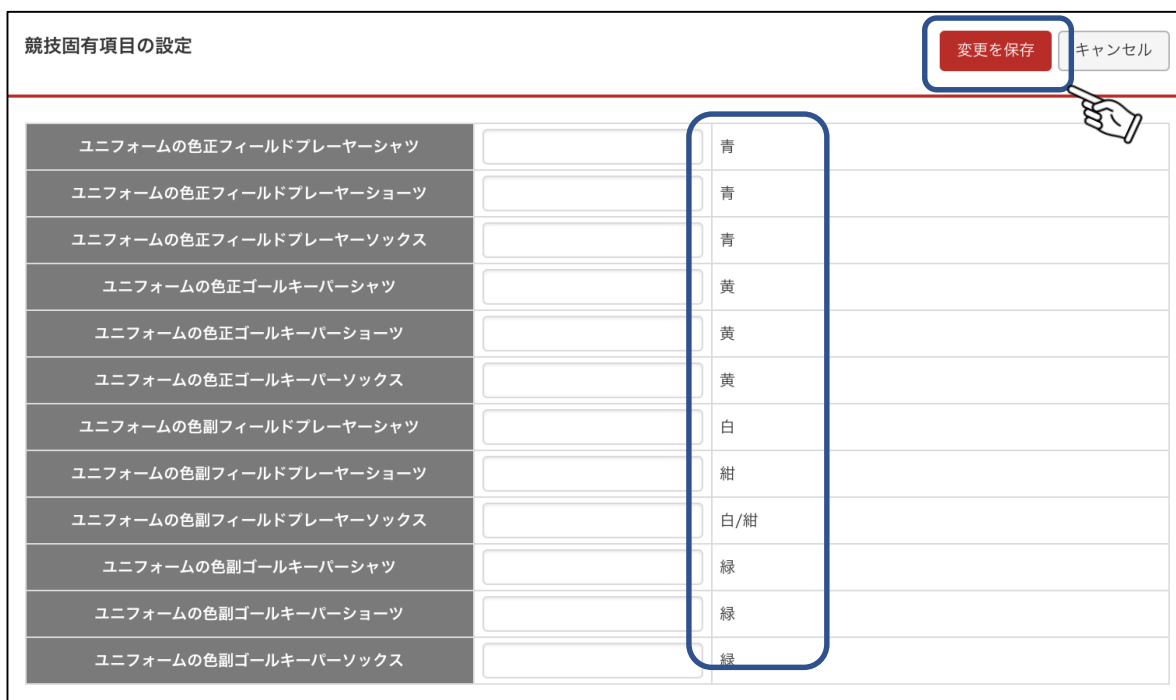 競技固有項目の設定
変更を保存 キャンセル
ユニフォームの色正フィールドプレーヤーシャツ 青
ユニフォームの色正フィールドプレーヤーショーツ 青
ユニフォームの色正フィールドプレーヤーソックス 青
ユニフォームの色正ゴールキーパーシャツ 黄
ユニフォームの色正ゴールキーパーショーツ 黄
ユニフォームの色正ゴールキーパーソックス 黄
ユニフォームの色副フィールドプレーヤーシャツ 白
ユニフォームの色副フィールドプレーヤーショーツ 紺
ユニフォームの色副フィールドプレーヤーソックス 白/紺
ユニフォームの色副ゴールキーパーシャツ 緑
ユニフォームの色副ゴールキーパーショーツ 緑
ユニフォームの色副ゴールキーパーソックス 緑